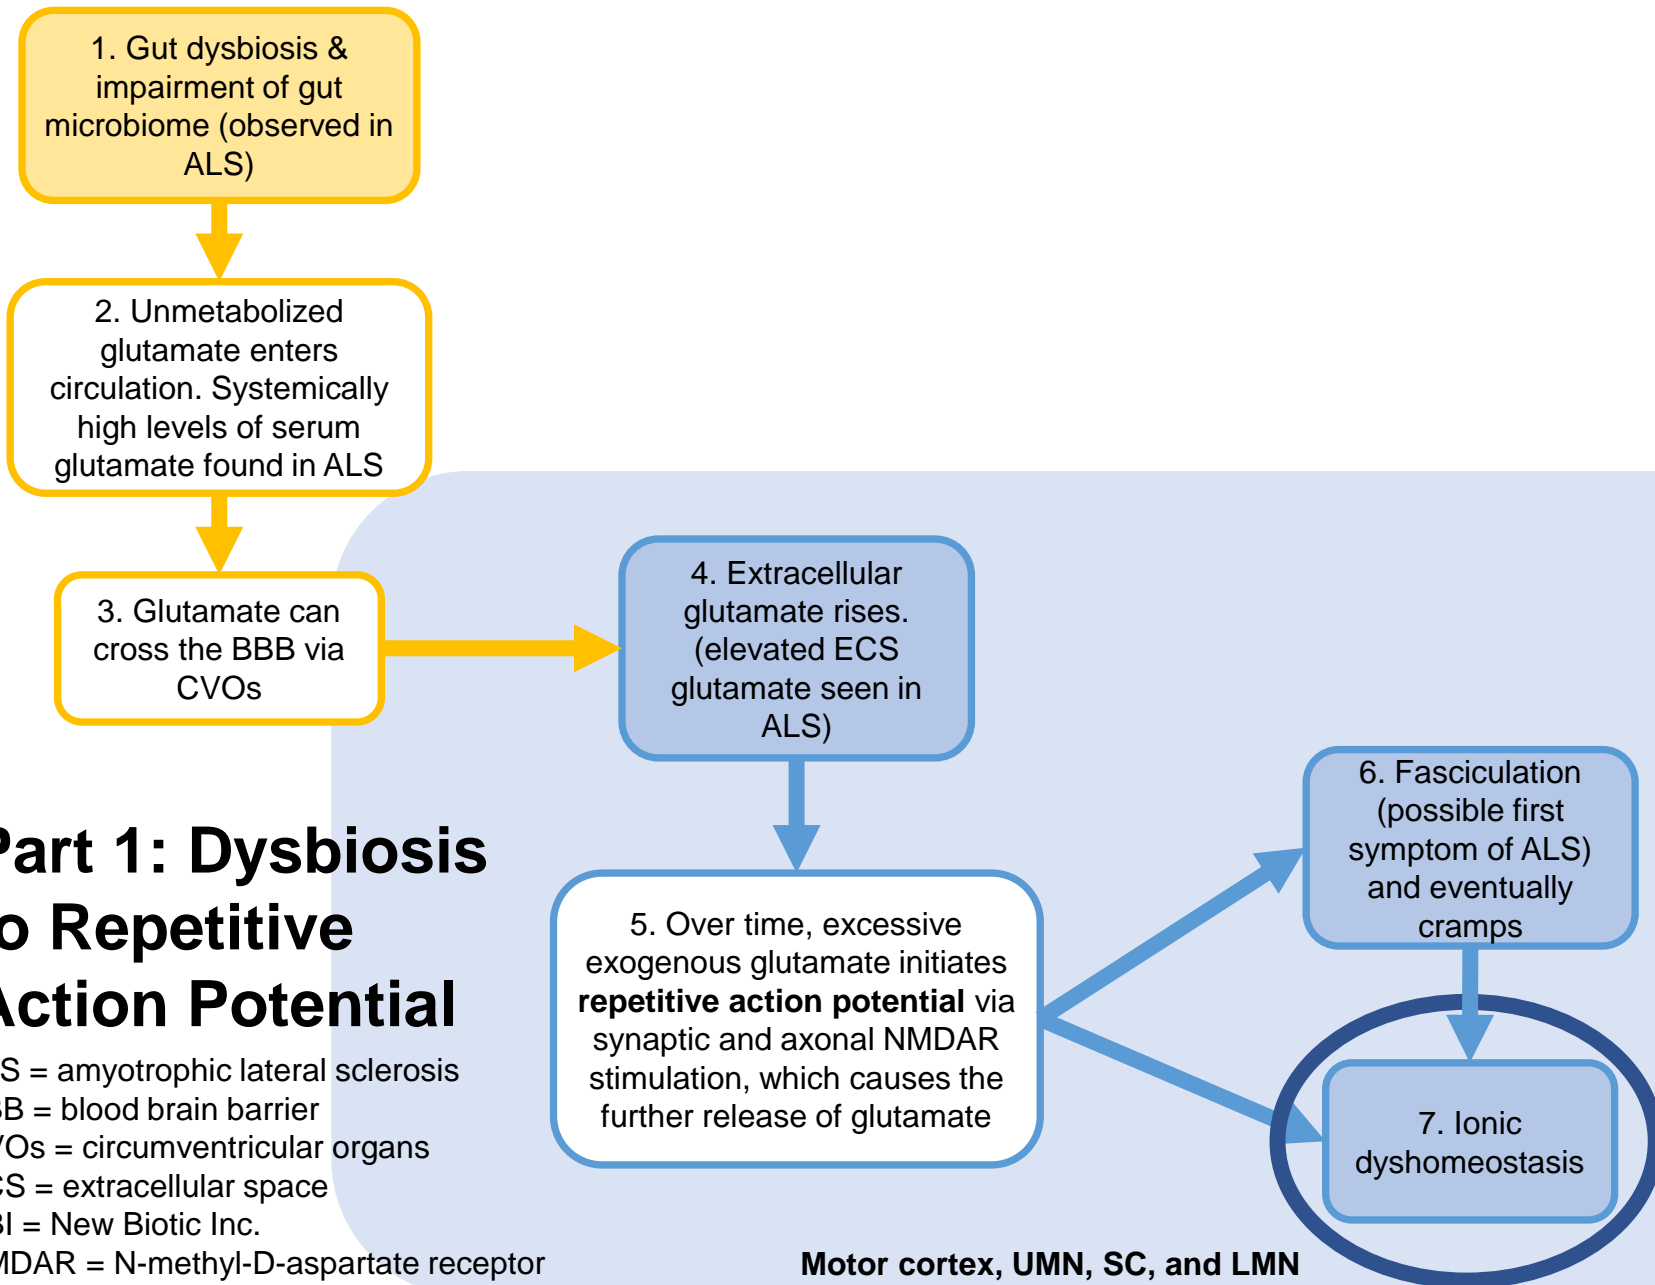 1. Gut dysbiosis &
impairment of gut
microbiome (observed in
ALS)
2. Unmetabolized
glutamate enters
circulation. Systemically
high levels of serum
glutamate found in ALS
3. Glutamate can
cross the BBB via
CVOs
4. Extracellular
glutamate rises.
(elevated ECS
glutamate seen in
ALS)
5. Over time, excessive
exogenous glutamate initiates
repetitive action potential via
synaptic and axonal NMDAR
stimulation, which causes the
further release of glutamate
6. Fasciculation
(possible first
symptom of ALS)
and eventually
cramps
7. Ionic
dyshomeostasis
Part 1: Dysbiosis
o Repetitive
Action Potential
S = amyotrophic lateral sclerosis
BB = blood brain barrier
VOs = circumventricular organs
CS = extracellular space
BI = New Biotic Inc.
MDAR = N-methyl-D-aspartate receptor
Motor cortex, UMN, SC, and LMN